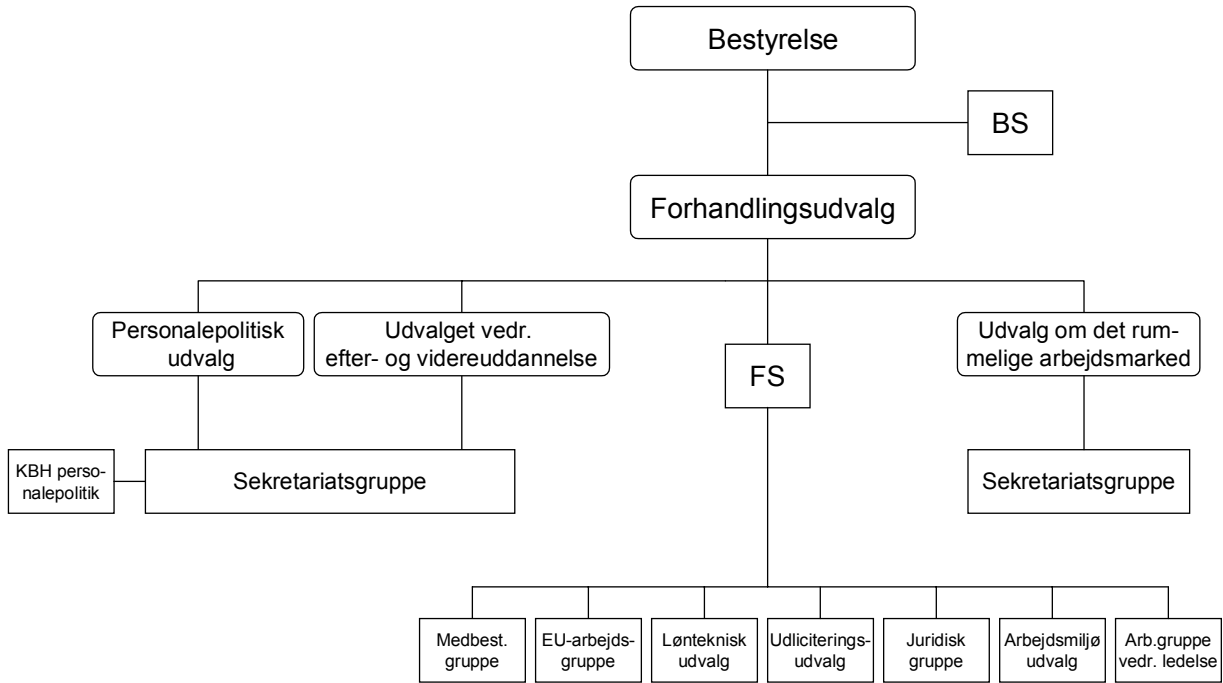 Bestyrelse
BS
Forhandlingsudvalg
Personalepolitisk
udvalg
Udvalget vedr.
efter- og videreuddannelse
FS
Udvalg om det rum-
melige arbejdsmarked
KBH perso-
nalepolitik
Sekretariatsgruppe
Sekretariatsgruppe
Medbest.
gruppe
EU-arbejds-
gruppe
Lønteknisk
udvalg
Udliciterings-
udvalg
Juridisk
gruppe
Arbejdsmiljø
udvalg
Arb.gruppe
vedr. ledelse